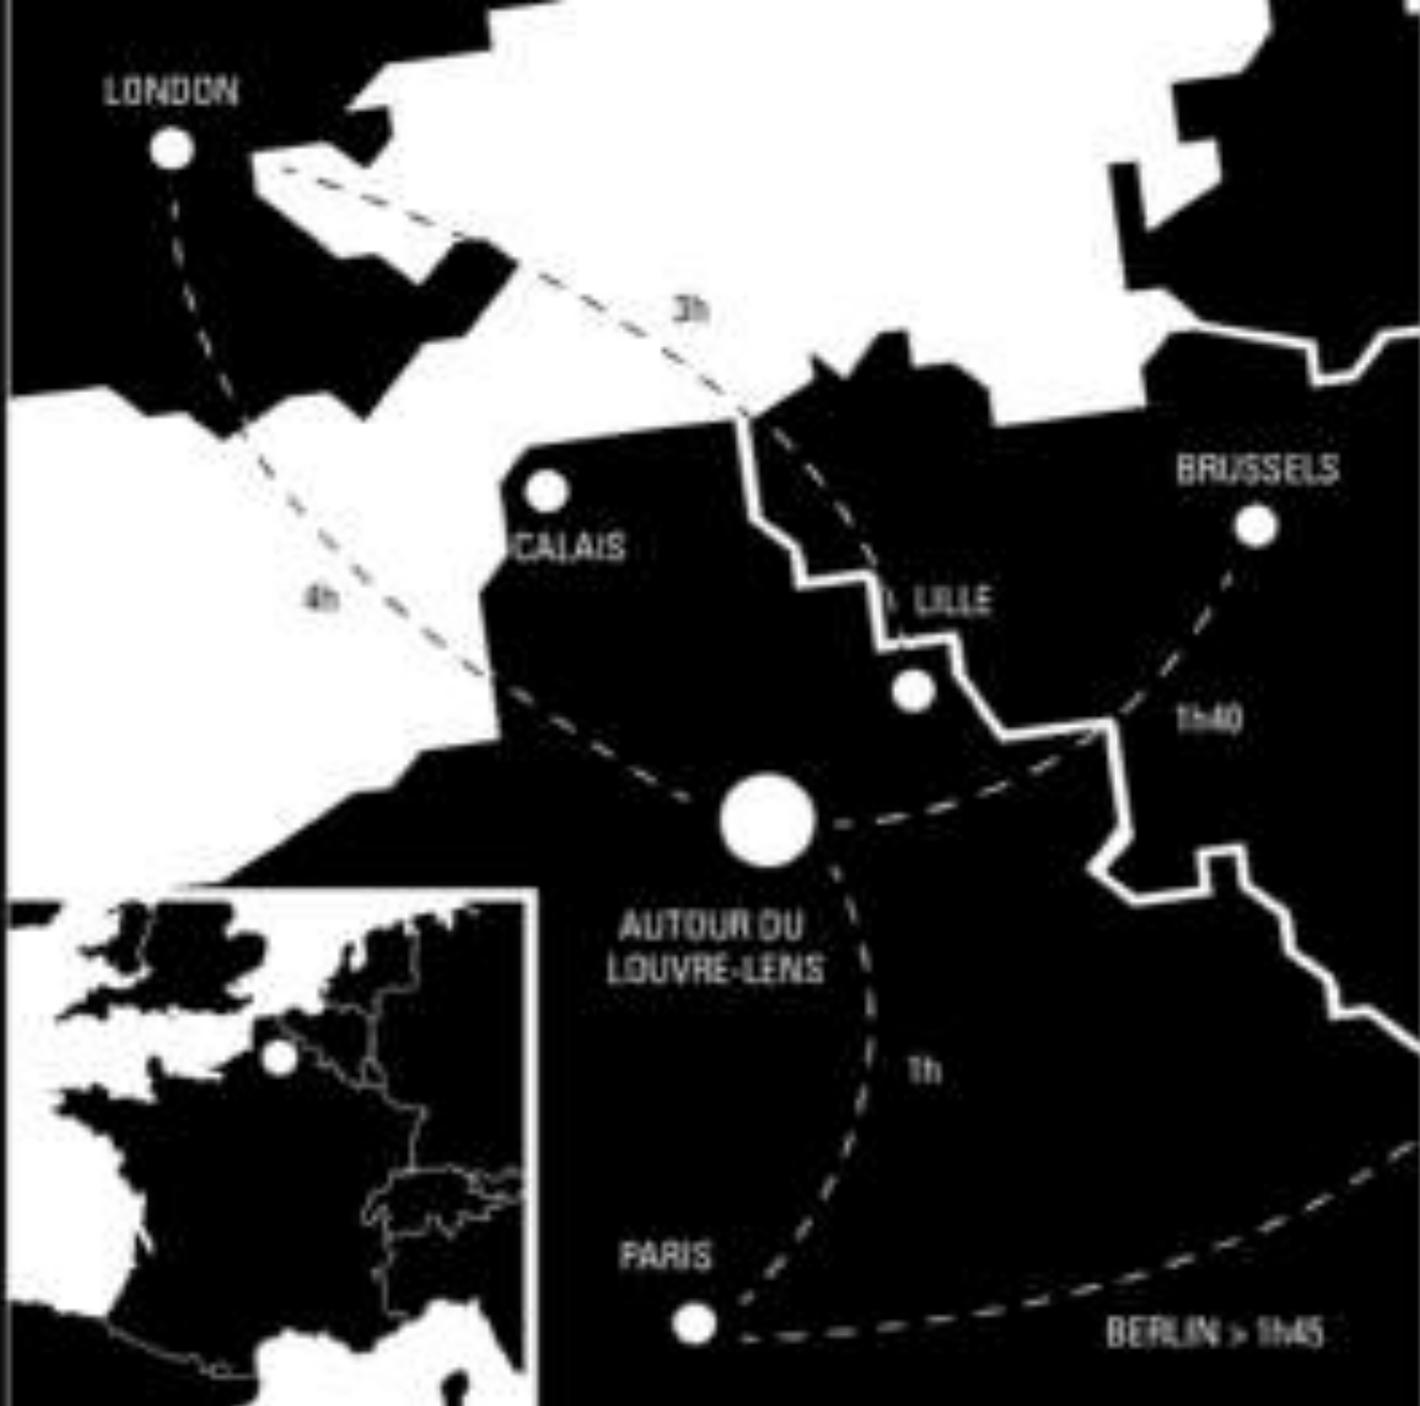 LONDON
3h
BRUSSELS
CALAIS
4h
LILLE
1h40
AUTOUR DU
LOUVRE-LENS
1h
PARIS
BERLIN > 1h45